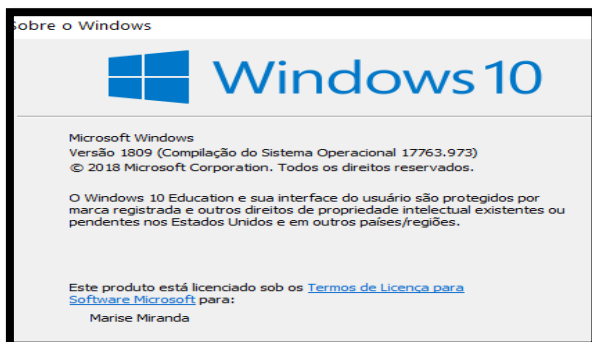 Sobre o Windows
Windows 10
Microsoft Windows
Versão 1809 (Compilação do Sistema Operacional 17763.973)
© 2018 Microsoft Corporation. Todos os direitos reservados.
O Windows 10 Education e sua interface do usuário são protegidos por
marca registrada e outros direitos de propriedade intelectual existentes ou
pendentes nos Estados Unidos e em outros países/regiões.
Este produto está licenciado sob os Termos de Licença para
Software Microsoft para:
Marise Miranda